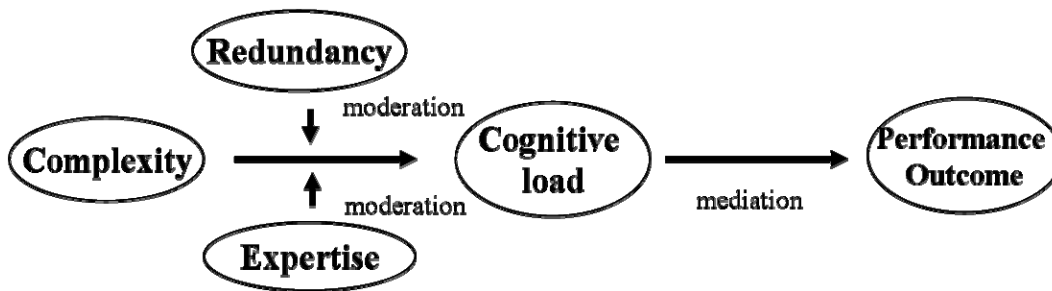 Redundancy
moderation
Complexity
Cognitive
load
Performance
Outcome
mediation
moderation
Expertise